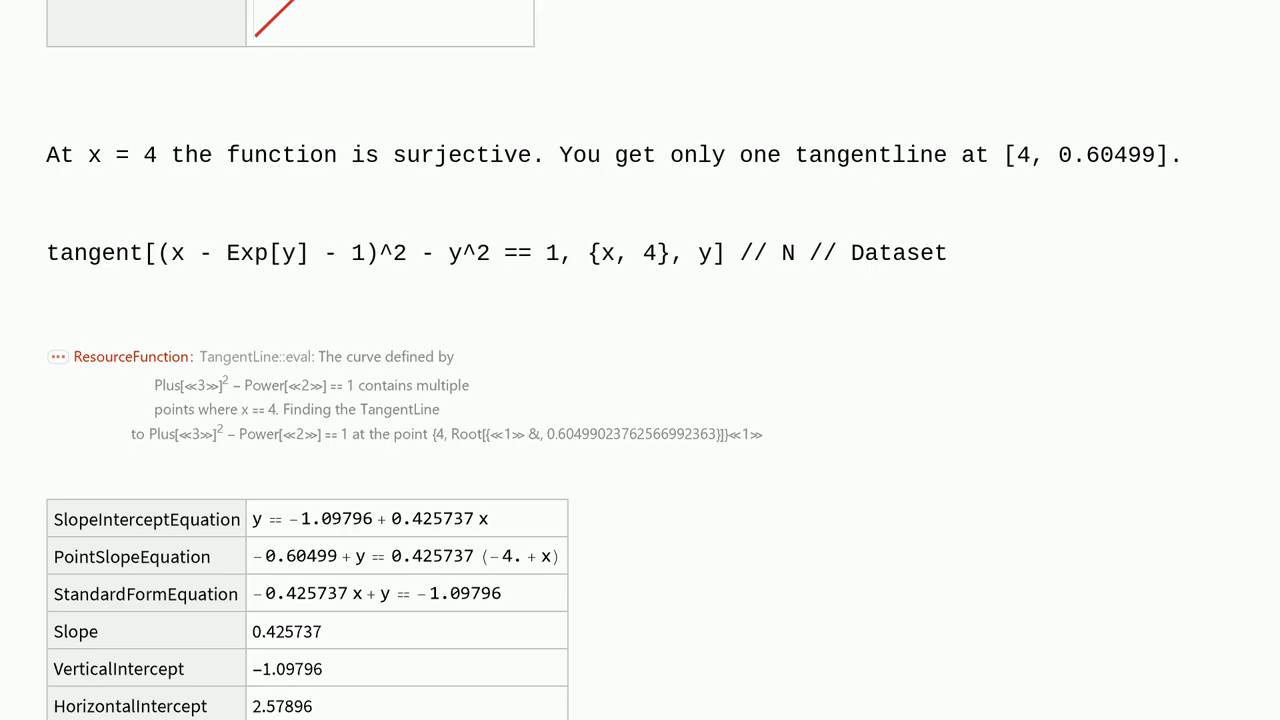 At x = 4 the function is surjective. You get only one tangentline at [4, 0.60499].
tangent[(x - Exp[y] - 1)^2 - y^2 == 1, {x, 4}, y] // N // Dataset
ResourceFunction: TangentLine::eval: The curve defined by
Plus[≪3≫]² – Power[≪2≫] == 1 contains multiple
points where x == 4. Finding the TangentLine
to Plus[≪3≫]² – Power[≪2≫] == 1 at the point {4, Root[{≪1≫ &, 0.60499023762566992363}]}≪1≫
SlopeInterceptEquation y == -1.09796 + 0.425737 x
PointSlopeEquation -0.60499 + y == 0.425737 (-4. + x)
StandardFormEquation -0.425737 x + y == -1.09796
Slope 0.425737
VerticalIntercept –1.09796
HorizontalIntercept 2.57896